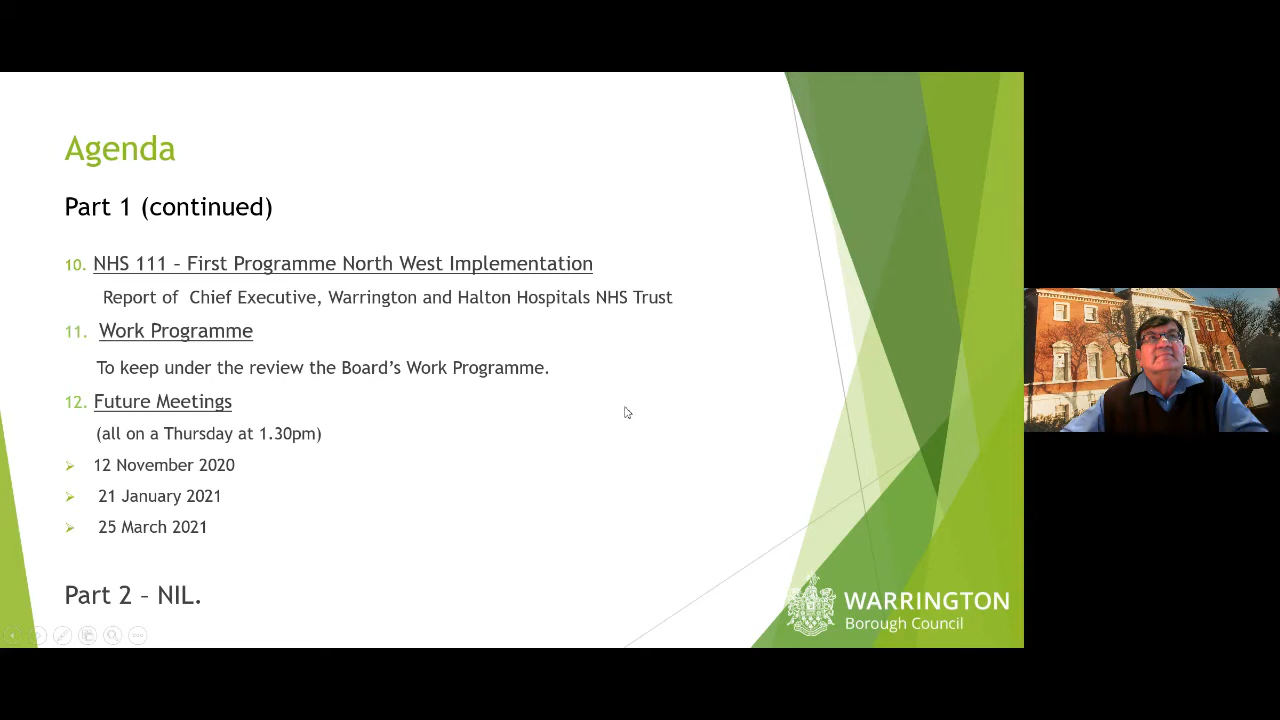 Agenda
Part 1 (continued)
10. NHS 111 – First Programme North West Implementation
Report of Chief Executive, Warrington and Halton Hospitals NHS Trust
11. Work Programme
To keep under the review the Board's Work Programme.
12. Future Meetings
(all on a Thursday at 1.30pm)
12 November 2020
21 January 2021
25 March 2021
Part 2 – NIL.
WARRINGTON
Borough Council